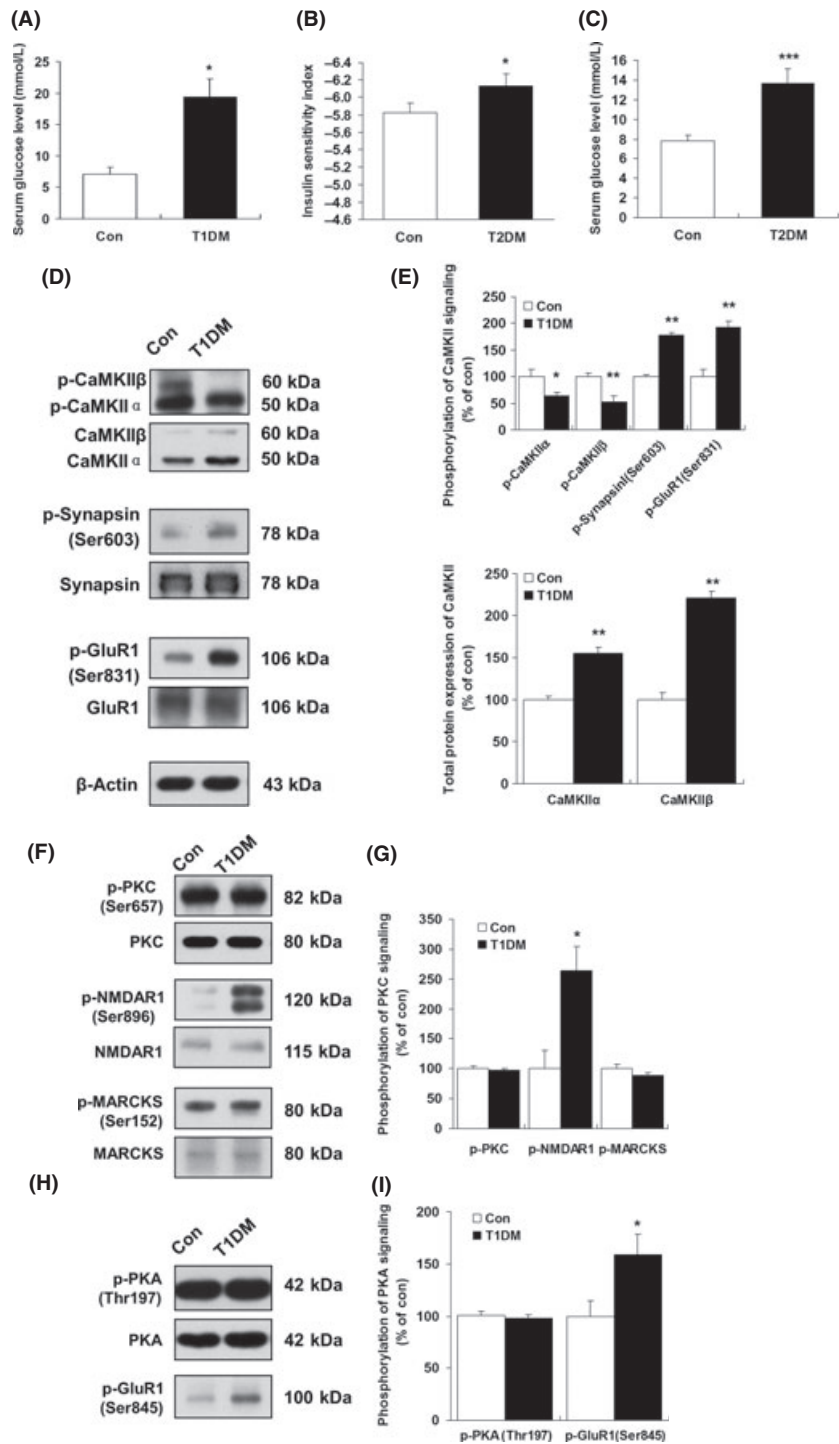 (A)
Serum glucose level (mmol/L)
25
20
15
10
5
0
*
Con
T1DM
(B)
Insulin sensitivity index
–6.4
–6.2
–6.0
–5.8
–5.6
–5.4
–5.2
–5.0
–4.8
–4.6
*
Con
T2DM
(C)
Serum glucose level (mmol/L)
16
14
12
10
8
6
4
2
0
***
Con
T2DM
(D)
Con T1DM
p-CaMKIIβ 60 kDa
p-CaMKII α 50 kDa
CaMKIIβ 60 kDa
CaMKII α 50 kDa
p-Synapsin
(Ser603)
78 kDa
Synapsin 78 kDa
p-GluR1
(Ser831)
106 kDa
GluR1 106 kDa
β-Actin 43 kDa
(E)
Phosphorylation of CaMKII signaling
(% of con)
250
200
150
100
50
0
Con
T1DM
* ** ** **
p-CaMKIIα
p-CaMKIIβ
p-SynapsinI(Ser603)
p-GluR1(Ser831)
Total protein expression of CaMKII
(% of con)
250
200
150
100
50
0
Con
T1DM
** **
CaMKIIα CaMKIIβ
(F)
Con T1DM
p-PKC
(Ser657)
82 kDa
PKC 80 kDa
p-NMDAR1
(Ser896)
120 kDa
NMDAR1 115 kDa
p-MARCKS
(Ser152)
80 kDa
MARCKS 80 kDa
(G)
Phosphorylation of PKC signaling
(% of con)
350
300
250
200
150
100
50
0
Con
T1DM
*
p-PKC p-NMDAR1 p-MARCKS
(H)
Con T1DM
p-PKA
(Thr197)
42 kDa
PKA 42 kDa
p-GluR1
(Ser845)
100 kDa
(I)
Phosphorylation of PKA signaling
(% of con)
200
150
100
50
0
Con
T1DM
*
p-PKA (Thr197) p-GluR1(Ser845)